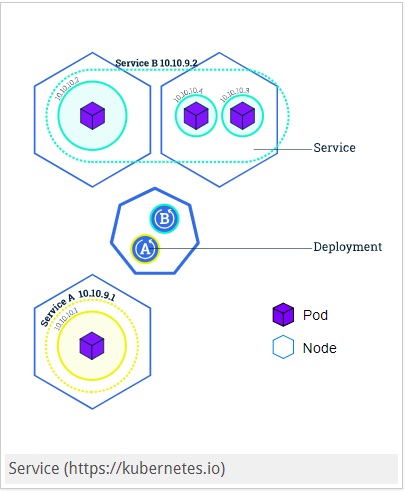 Service B 10.10.9.2
10.10.10.2
10.10.10.4
10.10.10.3
Service
B
A
Deployment
Service A 10.10.9.1
10.10.10.1
Pod
Node
Service (https://kubernetes.io)